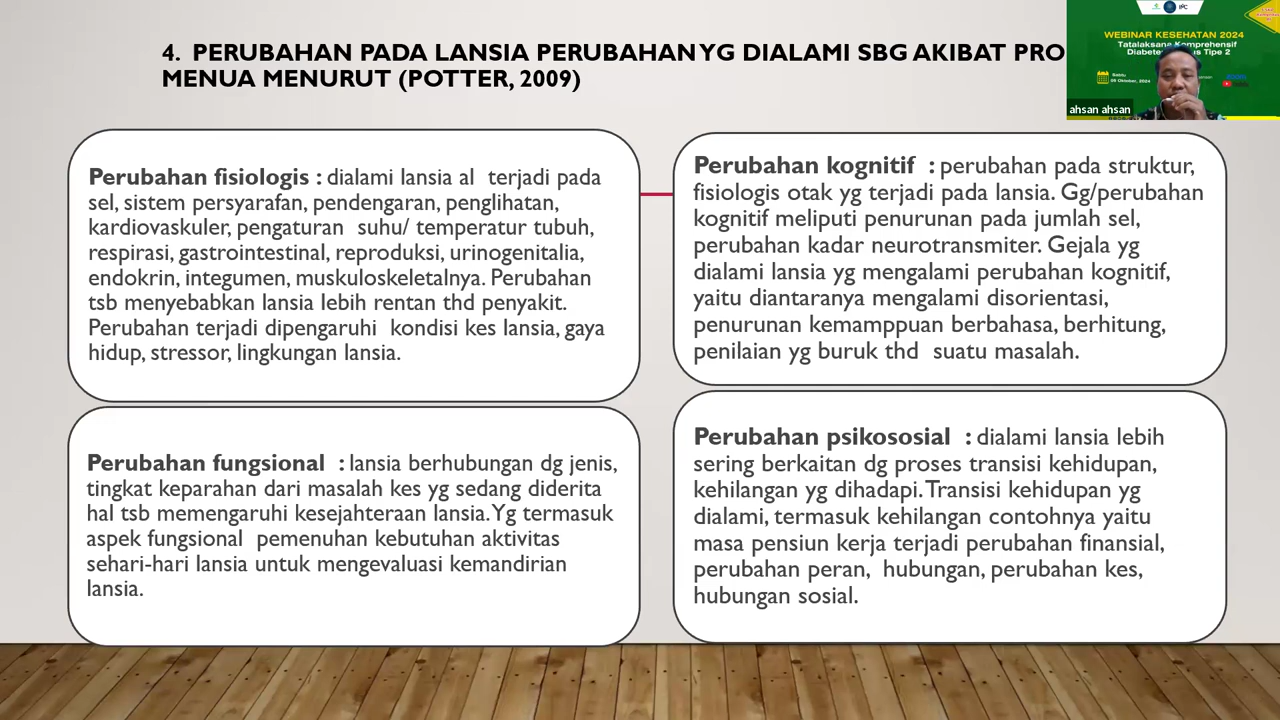 4. PERUBAHAN PADA LANSIA PERUBAHAN YG DIALAMI SBG AKIBAT PRO
MENUA MENURUT (POTTER, 2009)
Perubahan fisiologis : dialami lansia al terjadi pada
sel, sistem persyarafan, pendengaran, penglihatan,
kardiovaskuler, pengaturan suhu/ temperatur tubuh,
respirasi, gastrointestinal, reproduksi, urinogenitalia,
endokrin, integumen, muskuloskeletalnya. Perubahan
tsb menyebabkan lansia lebih rentan thd penyakit.
Perubahan terjadi dipengaruhi kondisi kes lansia, gaya
hidup, stressor, lingkungan lansia.
Perubahan kognitif : perubahan pada struktur,
fisiologis otak yg terjadi pada lansia. Gg/perubahan
kognitif meliputi penurunan pada jumlah sel,
perubahan kadar neurotransmiter. Gejala yg
dialami lansia yg mengalami perubahan kognitif,
yaitu diantaranya mengalami disorientasi,
penurunan kemamppuan berbahasa, berhitung,
penilaian yg buruk thd suatu masalah.
Perubahan fungsional : lansia berhubungan dg jenis,
tingkat keparahan dari masalah kes yg sedang diderita
hal tsb memengaruhi kesejahteraan lansia. Yg termasuk
aspek fungsional pemenuhan kebutuhan aktivitas
sehari-hari lansia untuk mengevaluasi kemandirian
lansia.
Perubahan psikososial : dialami lansia lebih
sering berkaitan dg proses transisi kehidupan,
kehilangan yg dihadapi. Transisi kehidupan yg
dialami, termasuk kehilangan contohnya yaitu
masa pensiun kerja terjadi perubahan finansial,
perubahan peran, hubungan, perubahan kes,
hubungan sosial.
IPC
WEBINAR KESEHATAN 2024
Tatalaksana Komprehensif
Sabtu
ahsan ahsan